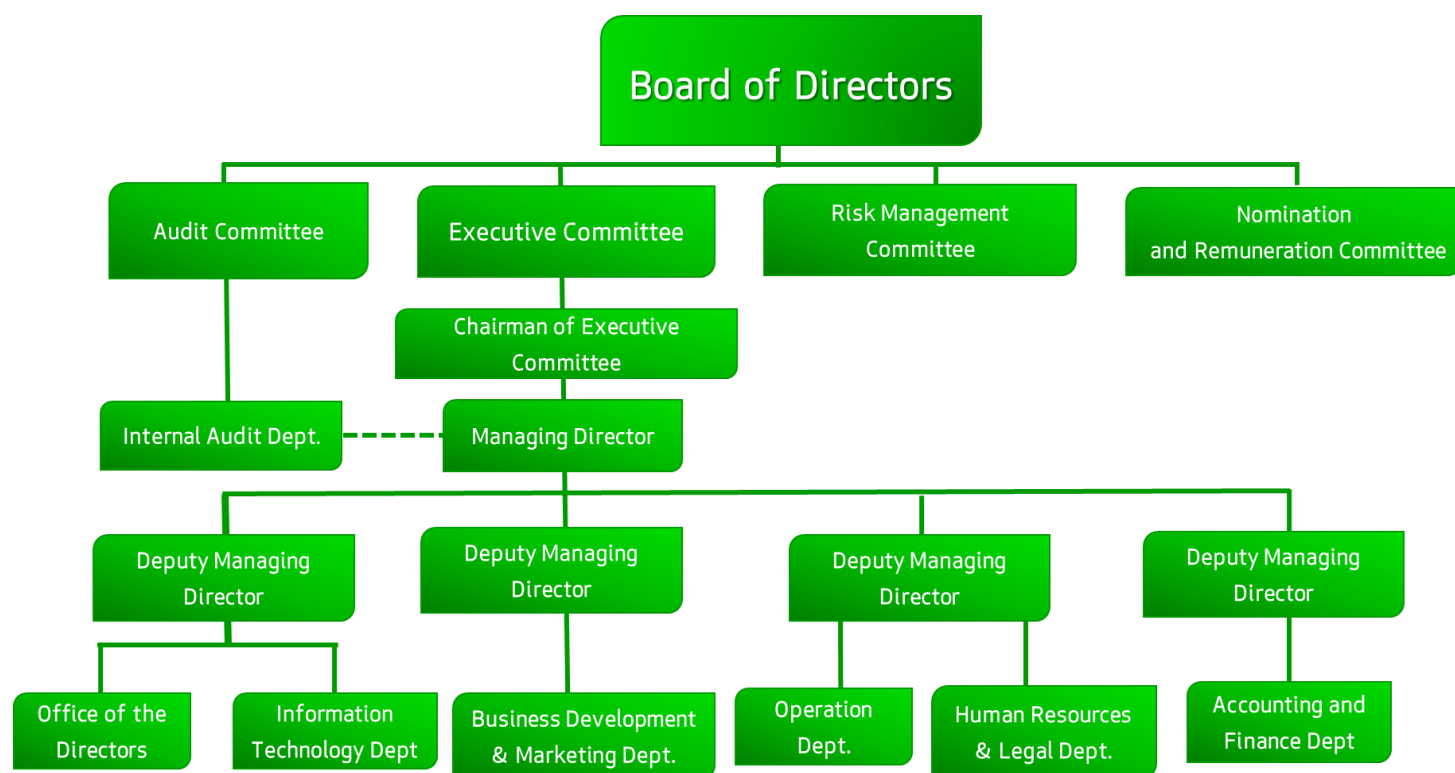 Board of Directors
Audit Committee
Executive Committee
Risk Management
Committee
Nomination
and Remuneration Committee
Chairman of Executive
Committee
Internal Audit Dept.
Managing Director
Deputy Managing
Director
Deputy Managing
Director
Deputy Managing
Director
Deputy Managing
Director
Office of the
Directors
Information
Technology Dept
Business Development
& Marketing Dept.
Operation
Dept.
Human Resources
& Legal Dept.
Accounting and
Finance Dept